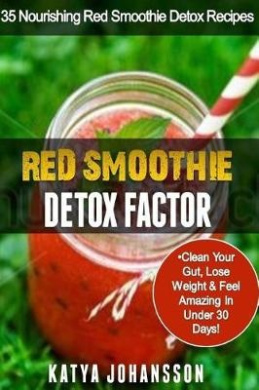 35 Nourishing Red Smoothie Detox Recipes
RED SMOOTHIE
DETOX FACTOR
•Clean Your
Gut, Lose
Weight & Feel
Amazing In
Under 30
Days!
KATYA JOHANSSON